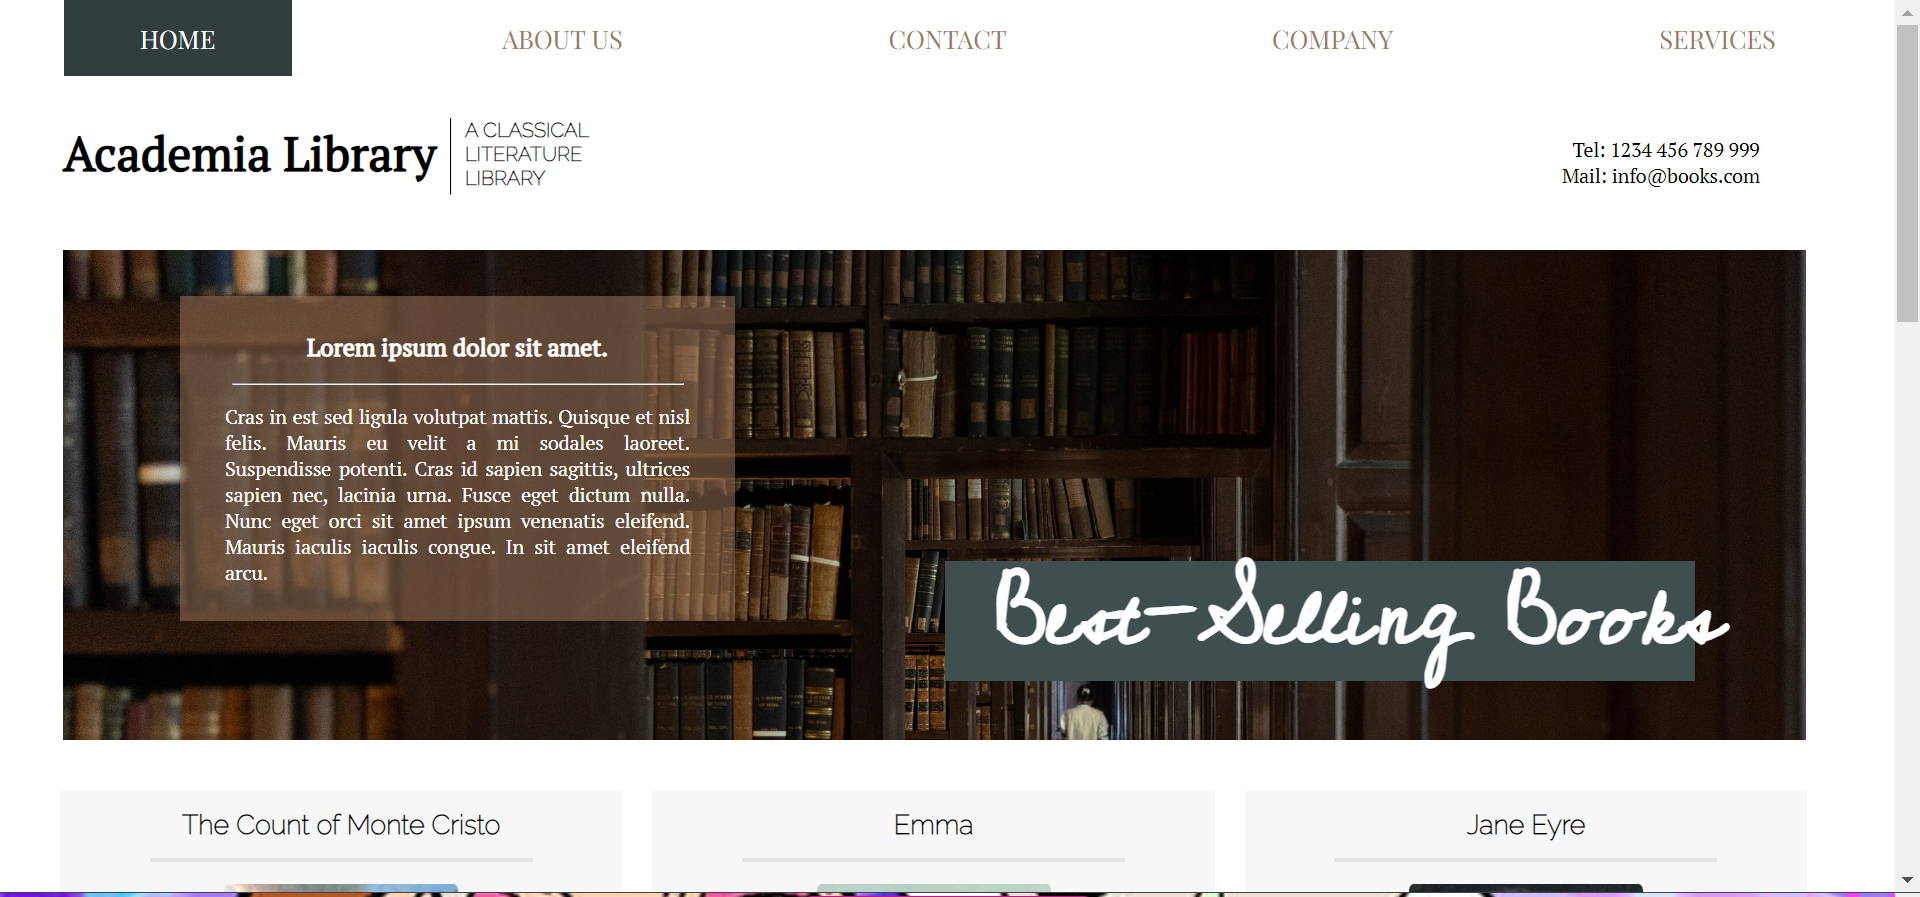 HOME ABOUT US CONTACT COMPANY SERVICES
Academia Library
A CLASSICAL
LITERATURE
LIBRARY
Tel: 1234 456 789 999
Mail: info@books.com
Lorem ipsum dolor sit amet.
Cras in est sed ligula volutpat mattis. Quisque et nisl
felis. Mauris eu velit a mi sodales laoreet.
Suspendisse potenti. Cras id sapien sagittis, ultrices
sapien nec, lacinia urna. Fusce eget dictum nulla.
Nunc eget orci sit amet ipsum venenatis eleifend.
Mauris iaculis iaculis congue. In sit amet eleifend
arcu.
Best-Selling Books
The Count of Monte Cristo
Emma
Jane Eyre